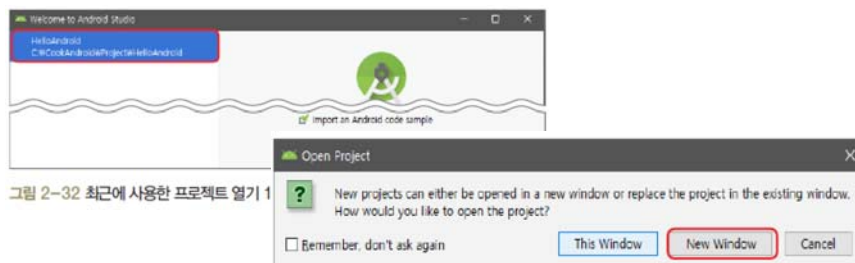 Welcome to Android Studio
HelloAndroid
C:₩CookAndroid₩Project₩HelloAndroid
Import an Android code sample
그림 2-32 최근에 사용한 프로젝트 열기 1
Open Project
New projects can either be opened in a new window or replace the project in the existing window.
How would you like to open the project?
Remember, don't ask again
This Window
New Window
Cancel